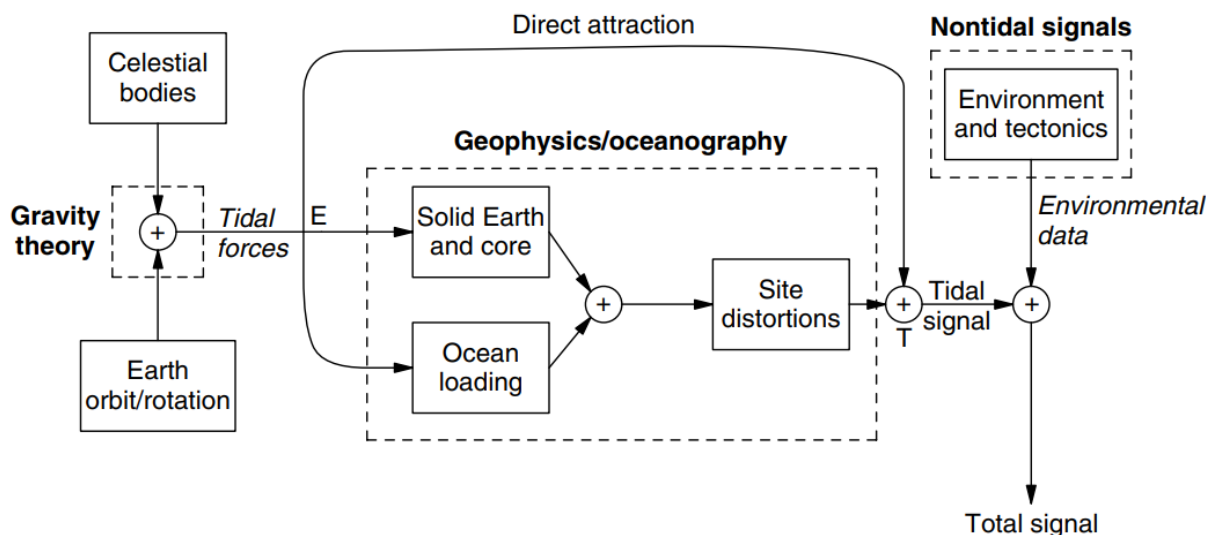 Direct attraction
Nontidal signals
Celestial
bodies
Environment
and tectonics
Geophysics/oceanography
Gravity
theory
+
Tidal
forces
E
Solid Earth
and core
Environmental
data
+
Site
distortions
+
T
Tidal
signal
+
Ocean
loading
Earth
orbit/rotation
Total signal